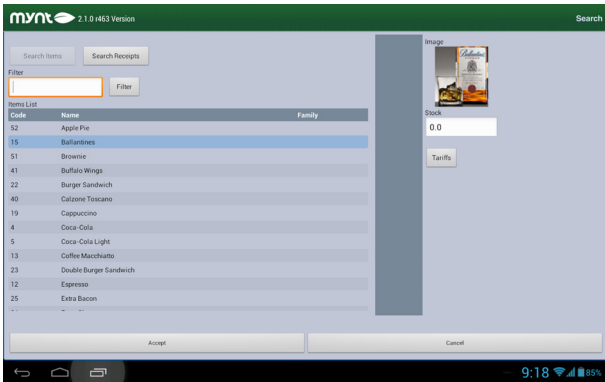 mynt 2.1.0 r463 Version Search
Search Items Search Receipts
Filter
Filter
Items List
Code Name Family
52 Apple Pie
15 Ballantines
51 Brownie
41 Buffalo Wings
22 Burger Sandwich
40 Calzone Toscano
19 Cappuccino
4 Coca-Cola
5 Coca-Cola Light
13 Coffee Macchiatto
23 Double Burger Sandwich
12 Espresso
25 Extra Bacon
Image
Ballantines
Stock
0.0
Tariffs
Accept Cancel
9:18 85%